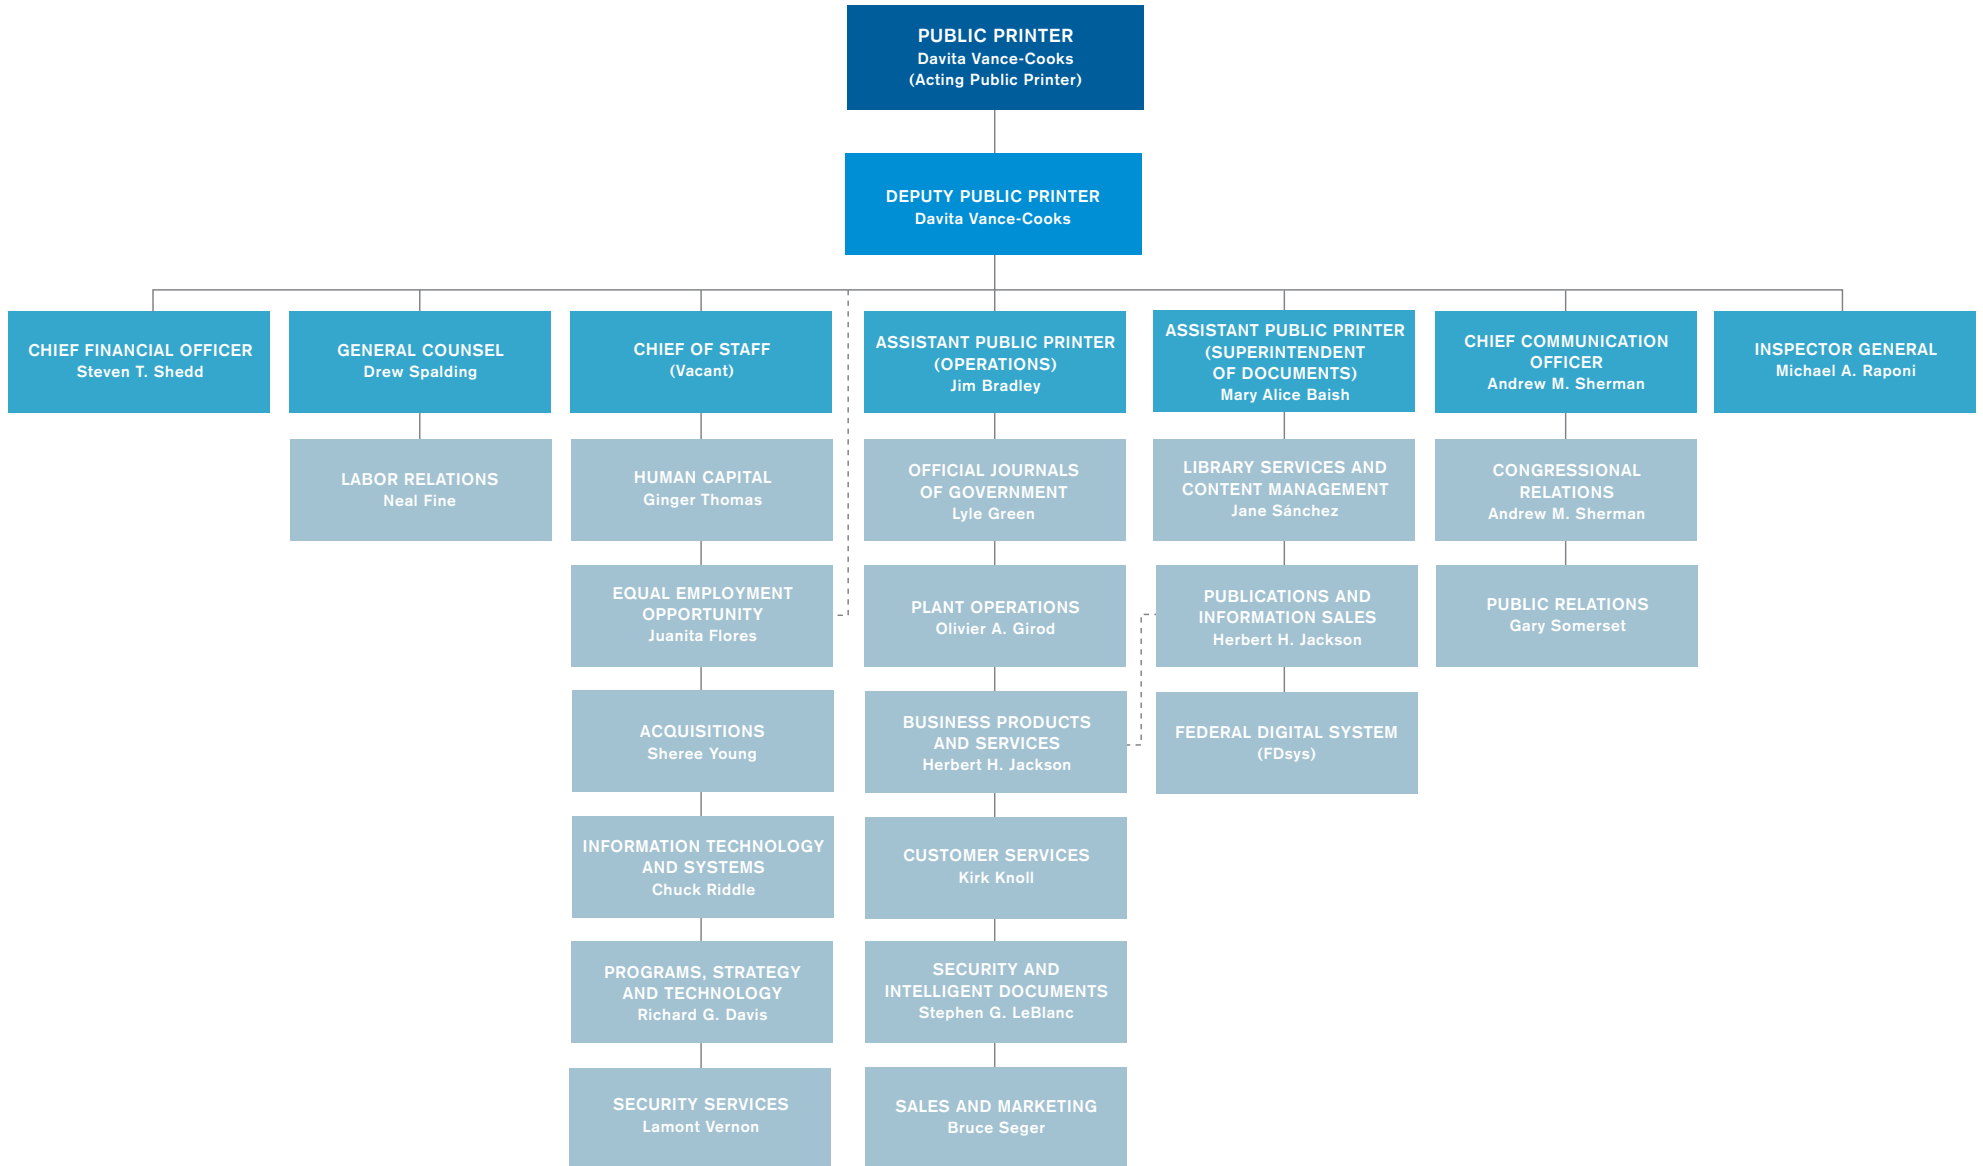 PUBLIC PRINTER
Davita Vance-Cooks
(Acting Public Printer)
DEPUTY PUBLIC PRINTER
Davita Vance-Cooks
CHIEF FINANCIAL OFFICER
Steven T. Shedd
GENERAL COUNSEL
Drew Spalding
CHIEF OF STAFF
(Vacant)
ASSISTANT PUBLIC PRINTER
(OPERATIONS)
Jim Bradley
ASSISTANT PUBLIC PRINTER
(SUPERINTENDENT
OF DOCUMENTS)
Mary Alice Baish
CHIEF COMMUNICATION
OFFICER
Andrew M. Sherman
INSPECTOR GENERAL
Michael A. Raponi
LABOR RELATIONS
Neal Fine
HUMAN CAPITAL
Ginger Thomas
OFFICIAL JOURNALS
OF GOVERNMENT
Lyle Green
LIBRARY SERVICES AND
CONTENT MANAGEMENT
Jane Sánchez
CONGRESSIONAL
RELATIONS
Andrew M. Sherman
EQUAL EMPLOYMENT
OPPORTUNITY
Juanita Flores
PLANT OPERATIONS
Olivier A. Girod
PUBLICATIONS AND
INFORMATION SALES
Herbert H. Jackson
PUBLIC RELATIONS
Gary Somerset
ACQUISITIONS
Sheree Young
BUSINESS PRODUCTS
AND SERVICES
Herbert H. Jackson
FEDERAL DIGITAL SYSTEM
(FDsys)
INFORMATION TECHNOLOGY
AND SYSTEMS
Chuck Riddle
CUSTOMER SERVICES
Kirk Knoll
PROGRAMS, STRATEGY
AND TECHNOLOGY
Richard G. Davis
SECURITY AND
INTELLIGENT DOCUMENTS
Stephen G. LeBlanc
SECURITY SERVICES
Lamont Vernon
SALES AND MARKETING
Bruce Seger